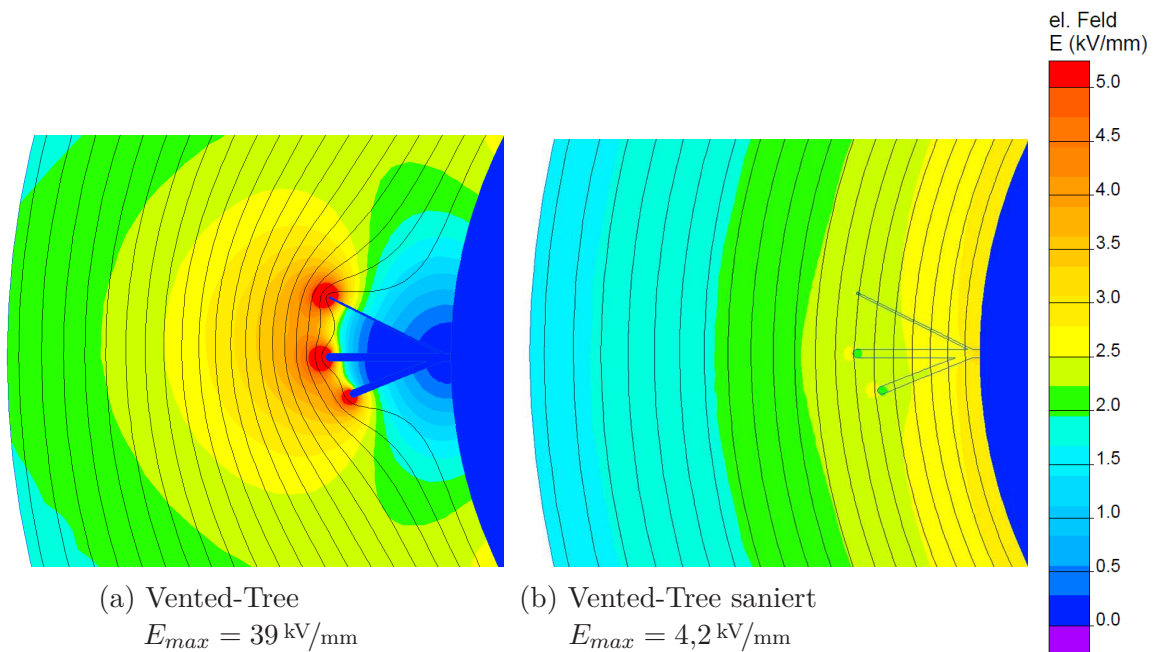 el. Feld
E (kV/mm)
5.0
4.5
4.0
3.5
3.0
2.5
2.0
1.5
1.0
0.5
0.0
(a) Vented-Tree
E_max = 39 kV/mm
(b) Vented-Tree saniert
E_max = 4,2 kV/mm